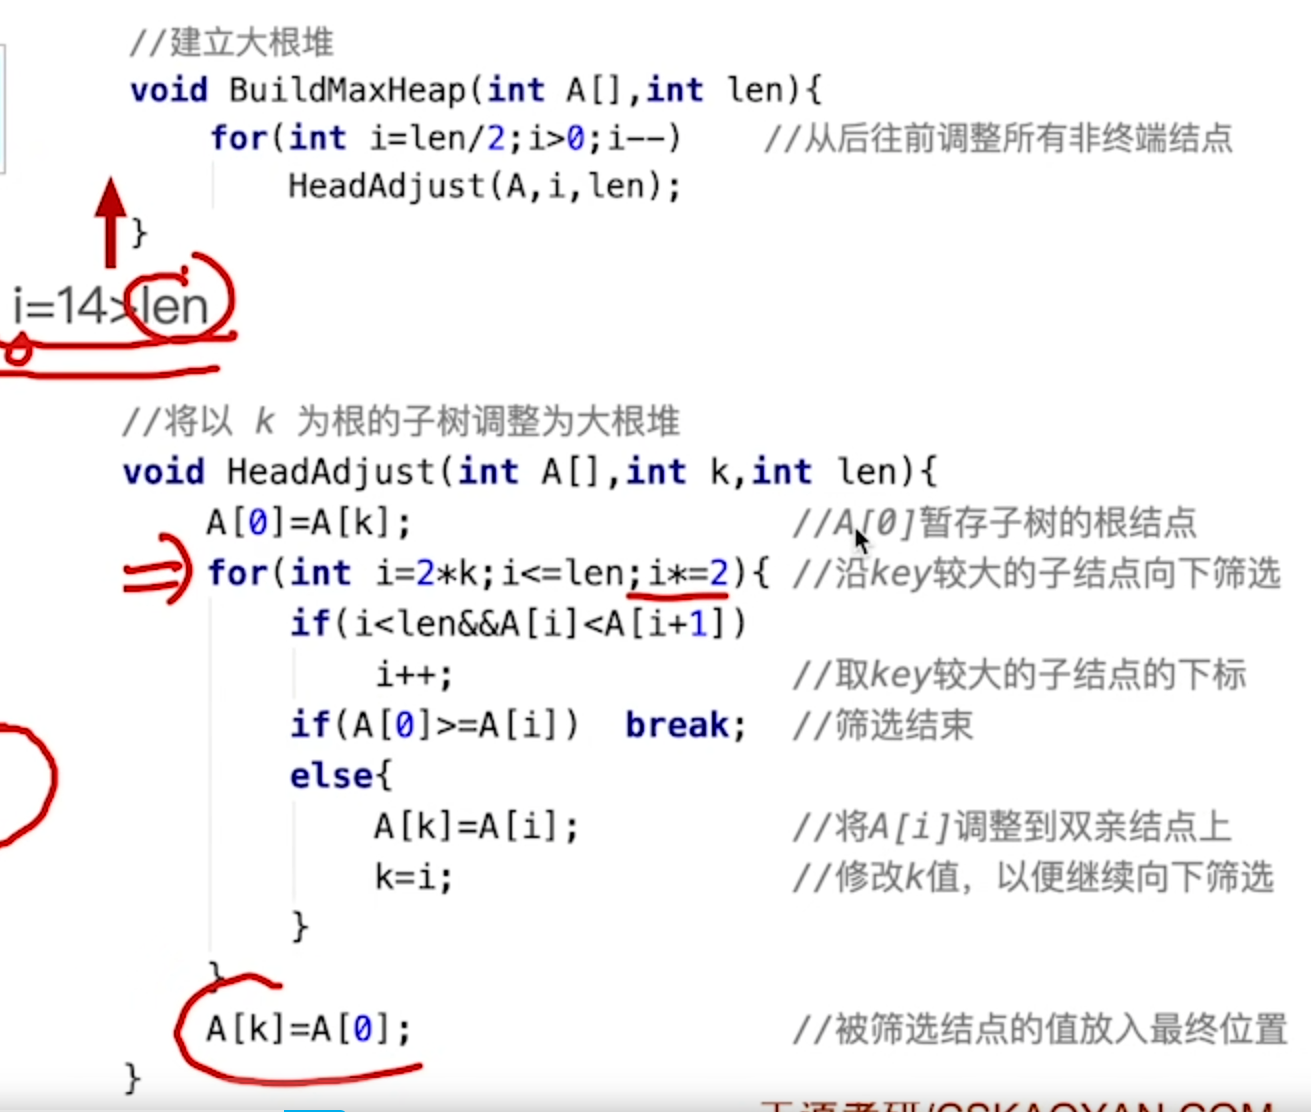 //建立大根堆
void BuildMaxHeap(int A[],int len){
for(int i=len/2;i>0;i--) //从后往前调整所有非终端结点
HeadAdjust(A,i,len);
}
i=14>len
//将以 k 为根的子树调整为大根堆
void HeadAdjust(int A[],int k,int len){
A[0]=A[k]; //A[0]暂存子树的根结点
for(int i=2*k;i<=len;i*=2){ //沿key较大的子结点向下筛选
if(i<len&&A[i]<A[i+1])
i++; //取key较大的子结点的下标
if(A[0]>=A[i]) break; //筛选结束
else{
A[k]=A[i]; //将A[i]调整到双亲结点上
k=i; //修改k值，以便继续向下筛选
}
}
A[k]=A[0]; //被筛选结点的值放入最终位置
}